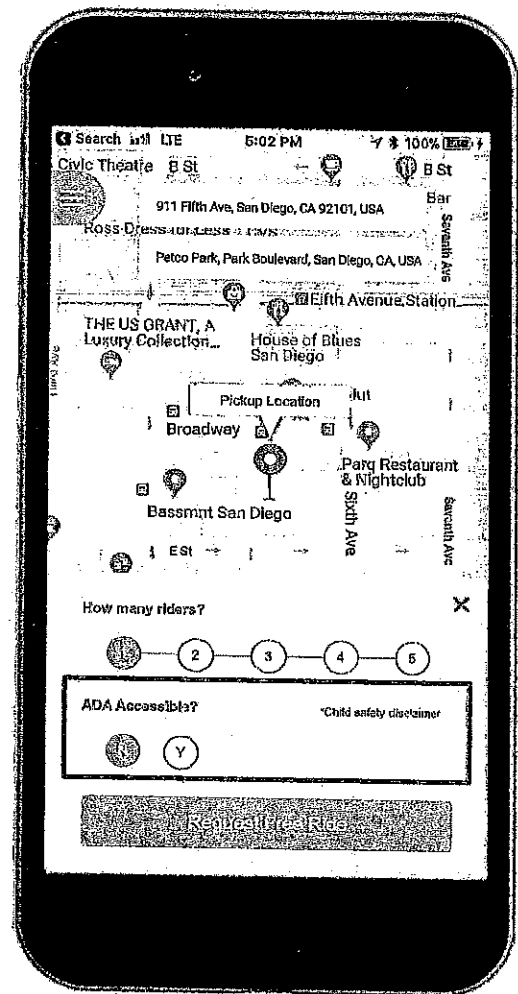 Search LTE 5:02 PM 100%
Civic Theatre B St B St
Bar
911 Fifth Ave, San Diego, CA 92101, USA
Ross Dress for Less
Seventh Ave
Petco Park, Park Boulevard, San Diego, CA, USA
Fifth Avenue Station
THE US GRANT, A
Luxury Collection...
House of Blues
San Diego
Pickup Location
Broadway
Parq Restaurant
& Nightclub
Bassmnt San Diego
Sixth Ave
Seventh Ave
E St
How many riders?
1 2 3 4 5
ADA Accessible?
*Child safety disclaimer
N Y
Request Free Ride